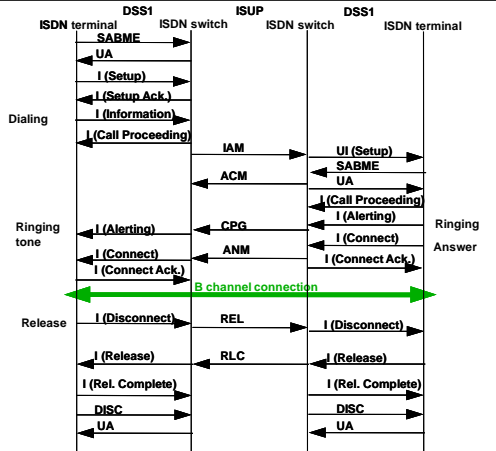 DSS1 ISUP DSS1
ISDN terminal ISDN switch ISDN switch ISDN terminal
SABME
UA
I (Setup)
I (Setup Ack.)
Dialing I (Information)
I (Call Proceeding)
IAM UI (Setup)
SABME
ACM UA
I (Call Proceeding)
I (Alerting)
Ringing tone I (Alerting) CPG Ringing
I (Connect)
I (Connect) ANM Answer
I (Connect Ack.) I (Connect Ack.)
B channel connection
Release I (Disconnect) REL I (Disconnect)
I (Release) RLC I (Release)
I (Rel. Complete) I (Rel. Complete)
DISC DISC
UA UA